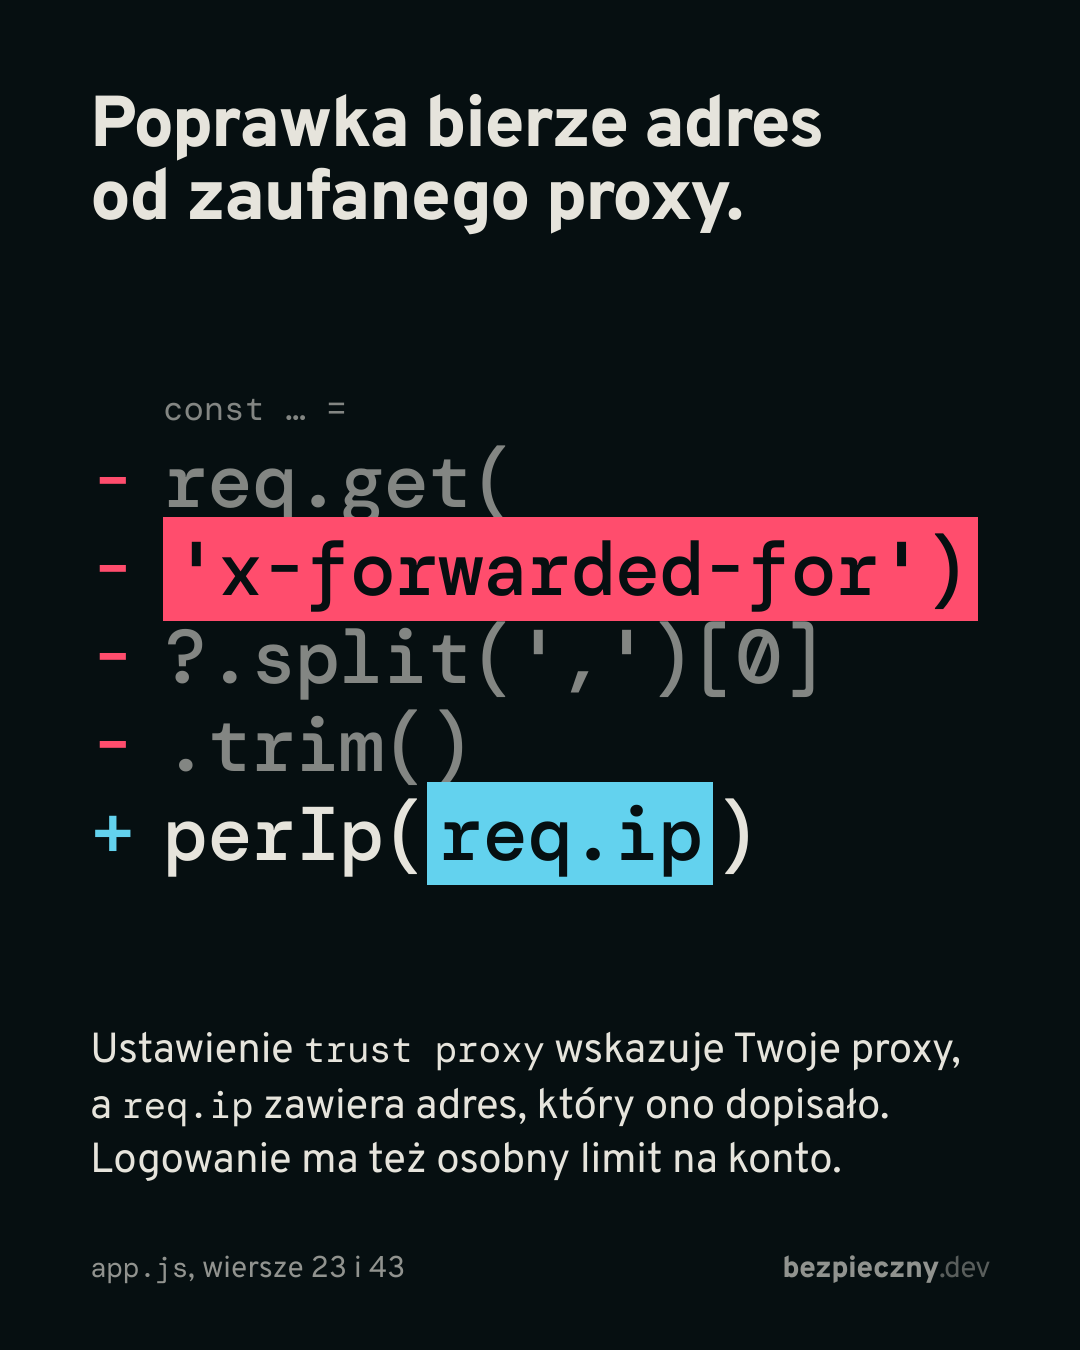 Poprawka bierze adres
od zaufanego proxy.
const … =
- req.get(
- 'x-forwarded-for')
- ?.split(',')[0]
- .trim()
+ perIp(req.ip)
Ustawienie trust proxy wskazuje Twoje proxy,
a req.ip zawiera adres, który ono dopisało.
Logowanie ma też osobny limit na konto.
app.js, wiersze 23 i 43
bezpieczny.dev